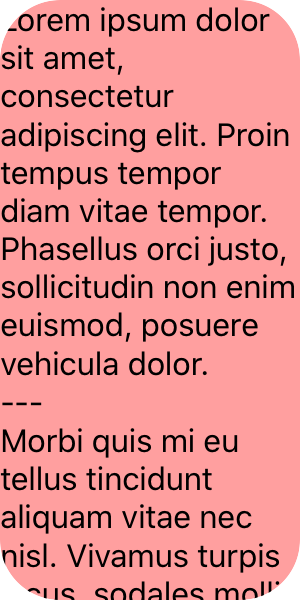 Lorem ipsum dolor
sit amet,
consectetur
adipiscing elit. Proin
tempus tempor
diam vitae tempor.
Phasellus orci justo,
sollicitudin non enim
euismod, posuere
vehicula dolor.
---
Morbi quis mi eu
tellus tincidunt
aliquam vitae nec
nisl. Vivamus turpis
sodales